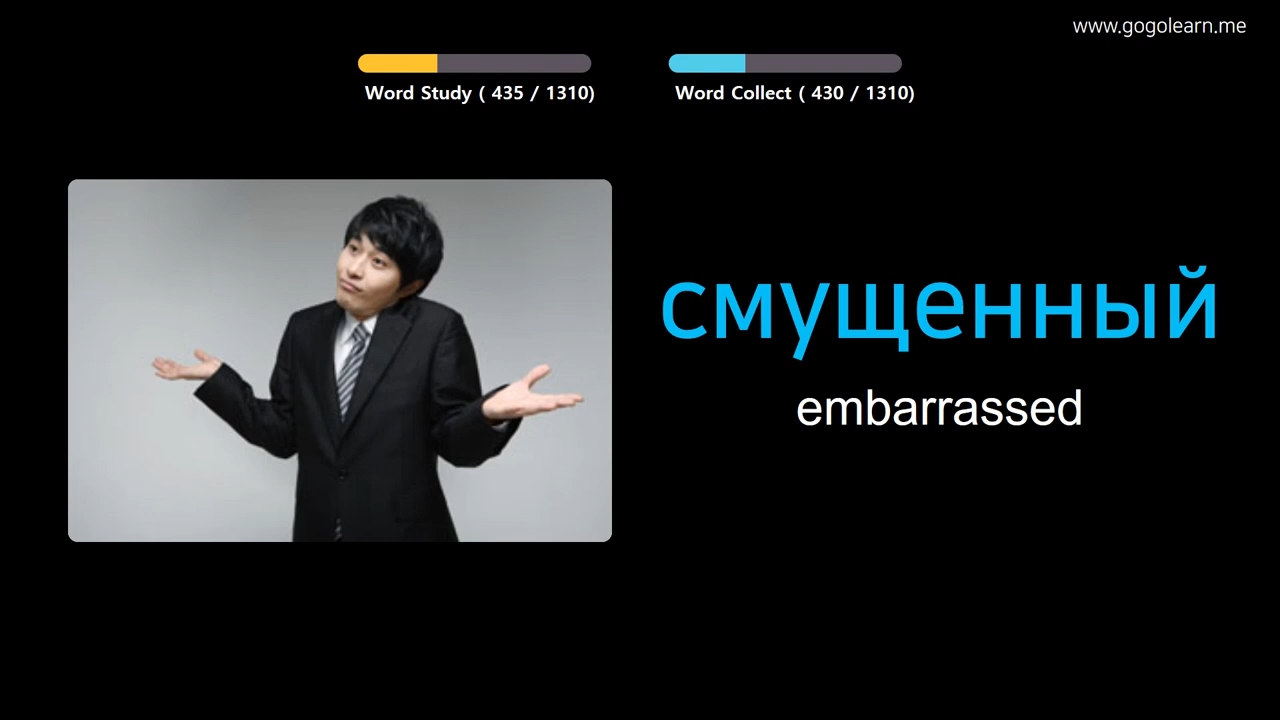 www.gogolearn.me
Word Study ( 435 / 1310)
Word Collect ( 430 / 1310)
смущенный
embarrassed